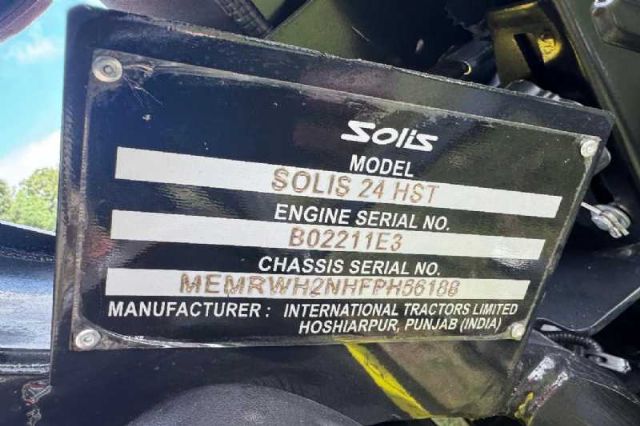 SOLIS
MODEL
SOLIS 24 HST
ENGINE SERIAL NO.
B02211E3
CHASSIS SERIAL NO.
MEMRWH2NHFPH56188
MANUFACTURER : INTERNATIONAL TRACTORS LIMITED
HOSHIARPUR, PUNJAB (INDIA)